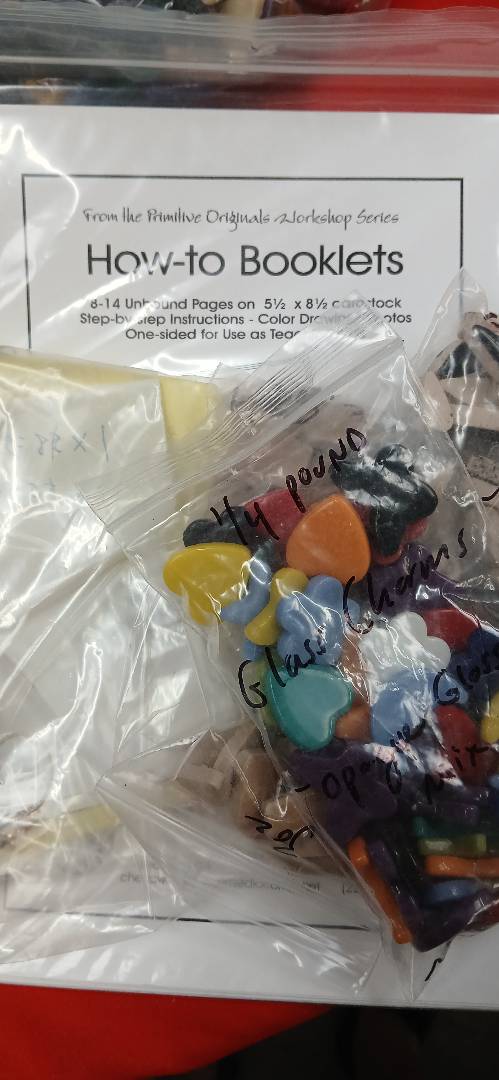 From the Primitive Originals Workshop Series
How-to Booklets
8-14 Unbound Pages on 5½ x 8½ cardstock
Step-by-Step Instructions - Color Drawings Photos
One-sided for Use as Teac
1/4 POUND
Glass Charms
- Opaque Gloss
Mix -